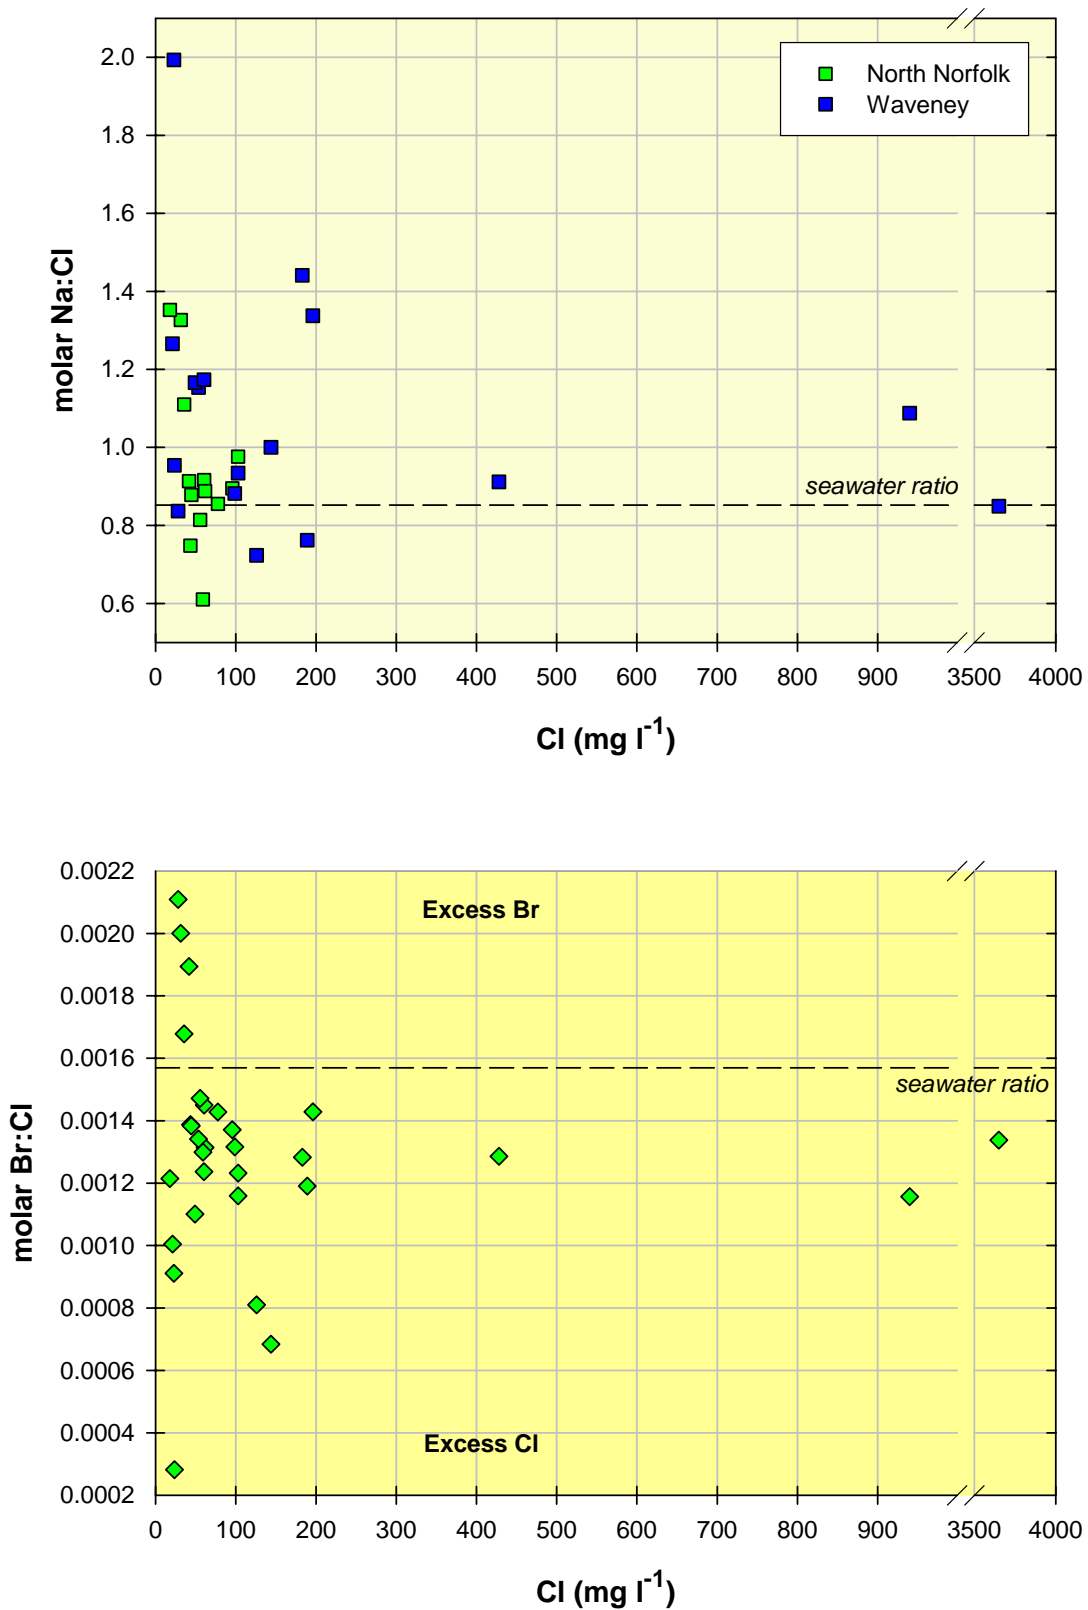 2.0
1.8
1.6
1.4
1.2
1.0
0.8
0.6
molar Na:Cl
North Norfolk
Waveney
seawater ratio
0 100 200 300 400 500 600 700 800 900 3500 4000
Cl (mg l-1)
0.0022
0.0020
0.0018
0.0016
0.0014
0.0012
0.0010
0.0008
0.0006
0.0004
0.0002
molar Br:Cl
Excess Br
seawater ratio
Excess Cl
0 100 200 300 400 500 600 700 800 900 3500 4000
Cl (mg l-1)